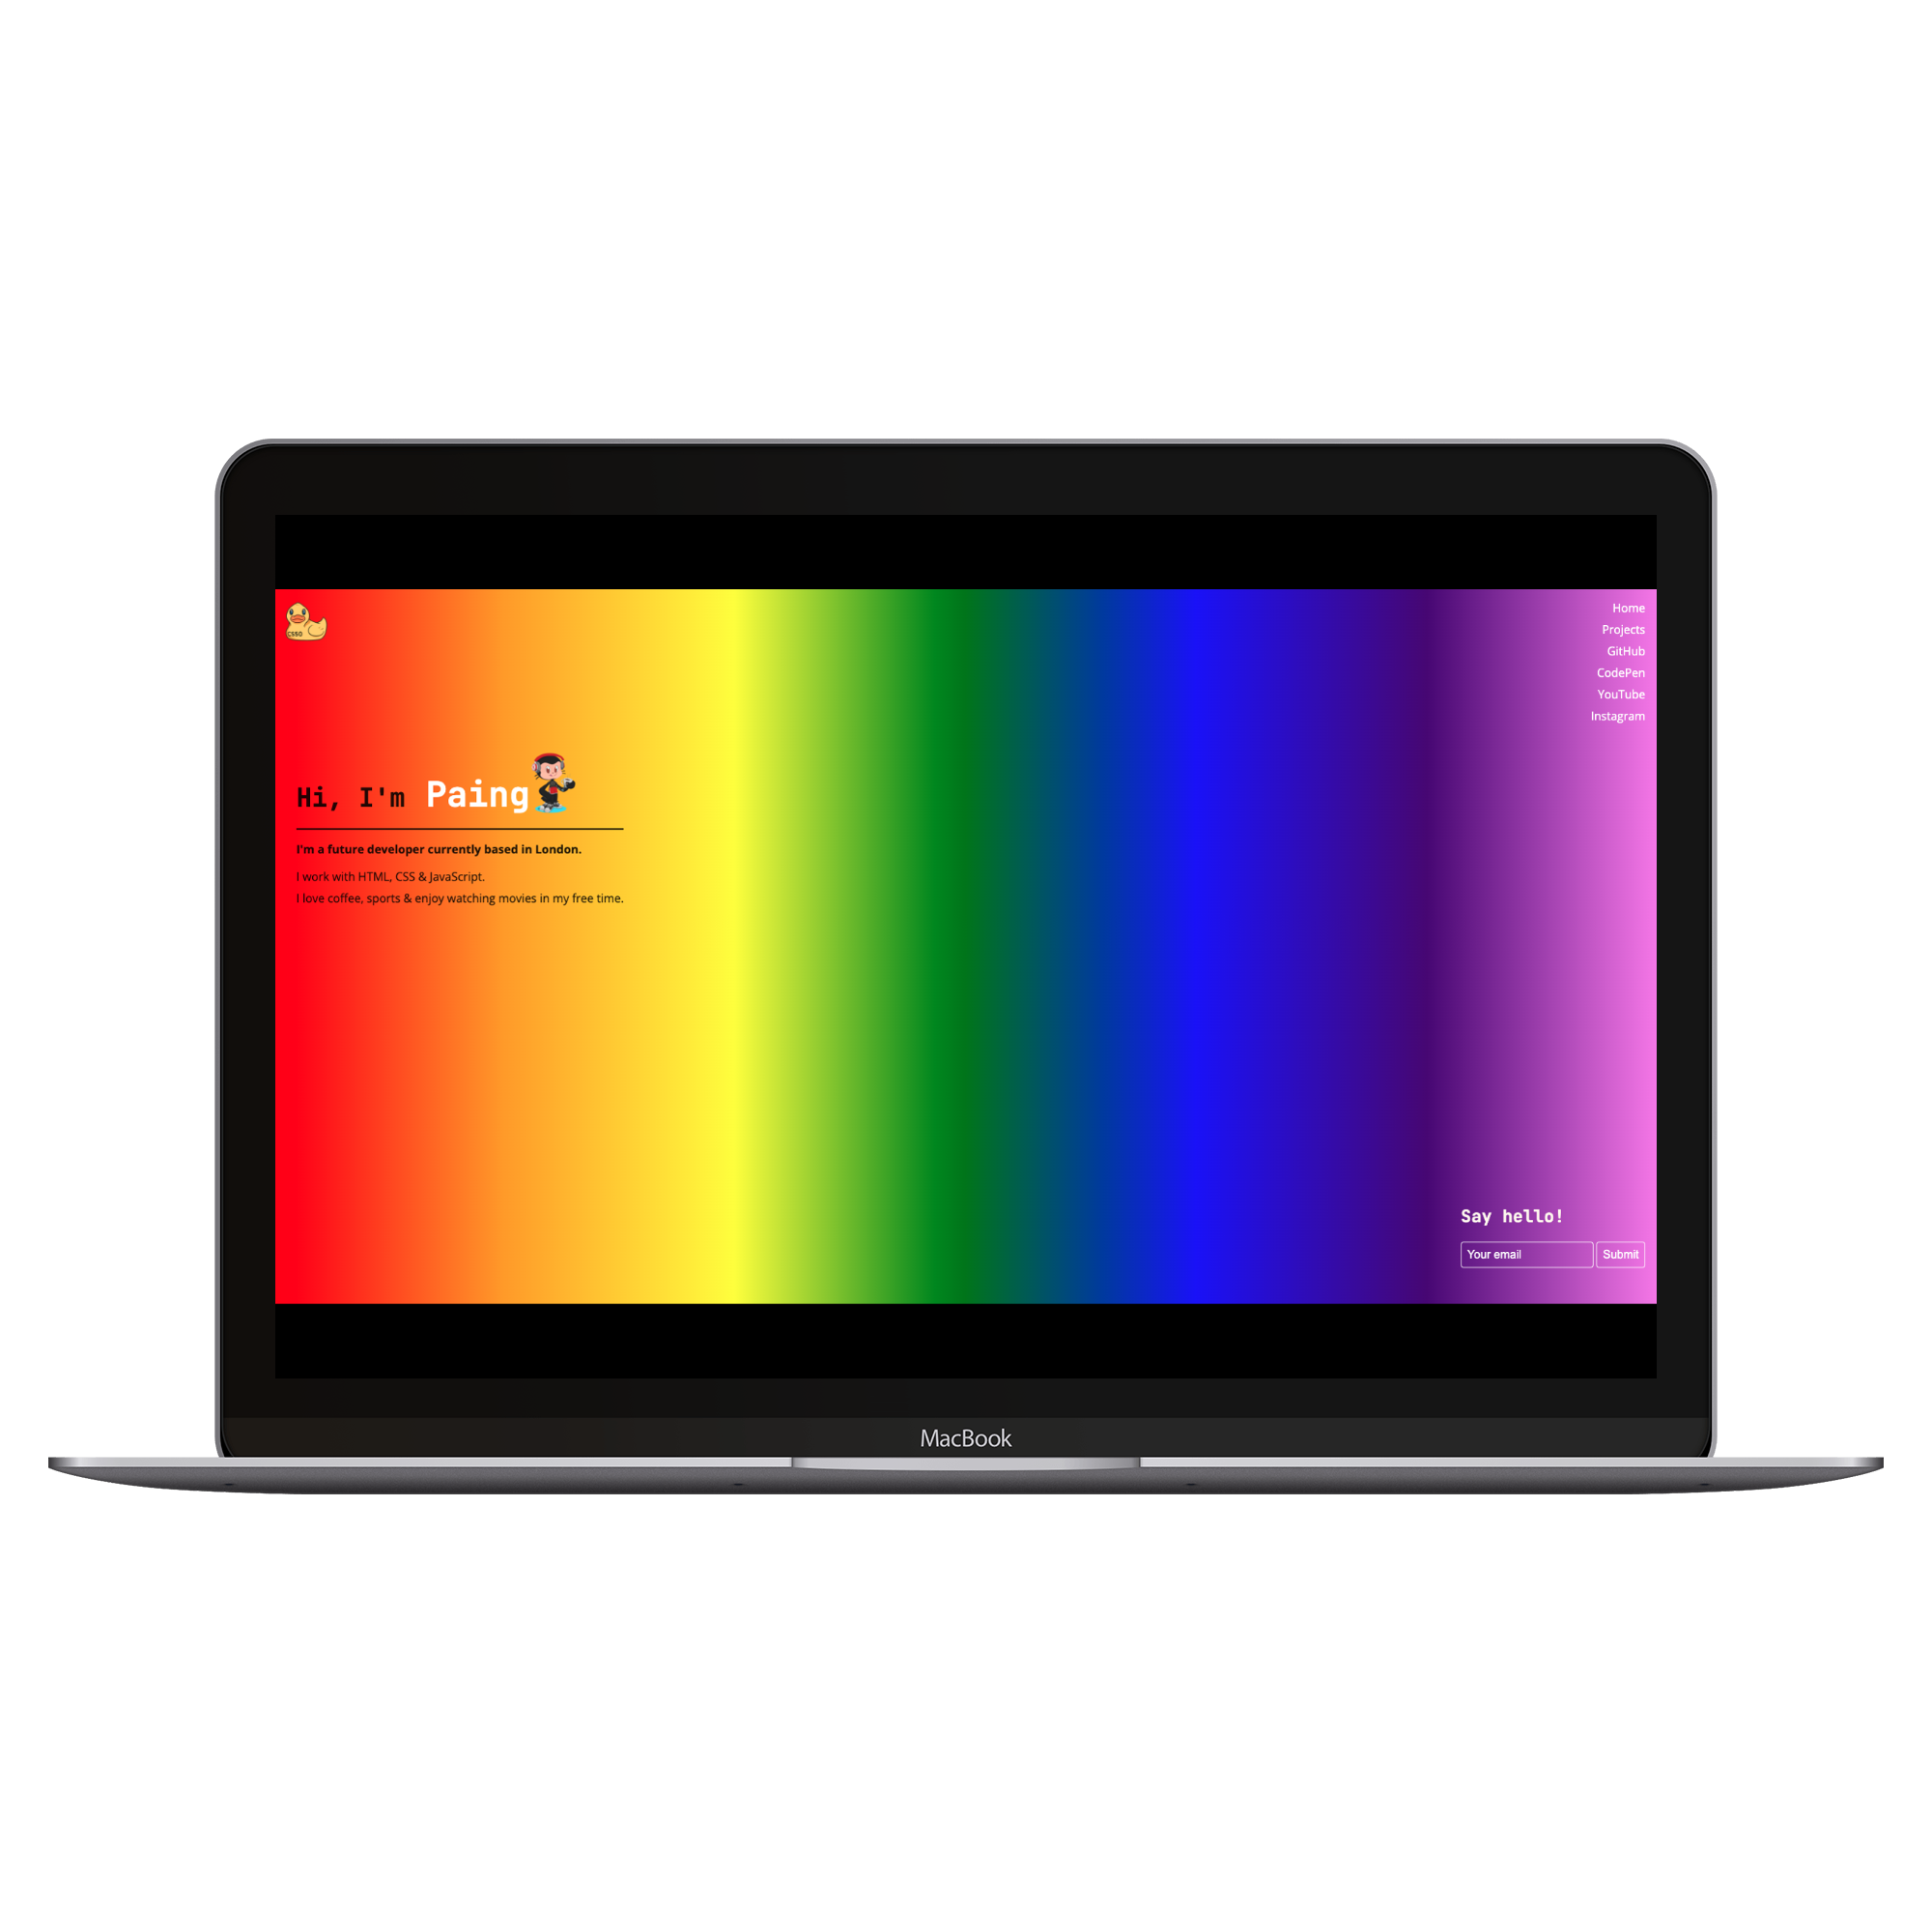 CS50
Home
Projects
GitHub
CodePen
YouTube
Instagram
Hi, I'm Paing
I'm a future developer currently based in London.
I work with HTML, CSS & JavaScript.
I love coffee, sports & enjoy watching movies in my free time.
Say hello!
Your email
Submit
MacBook